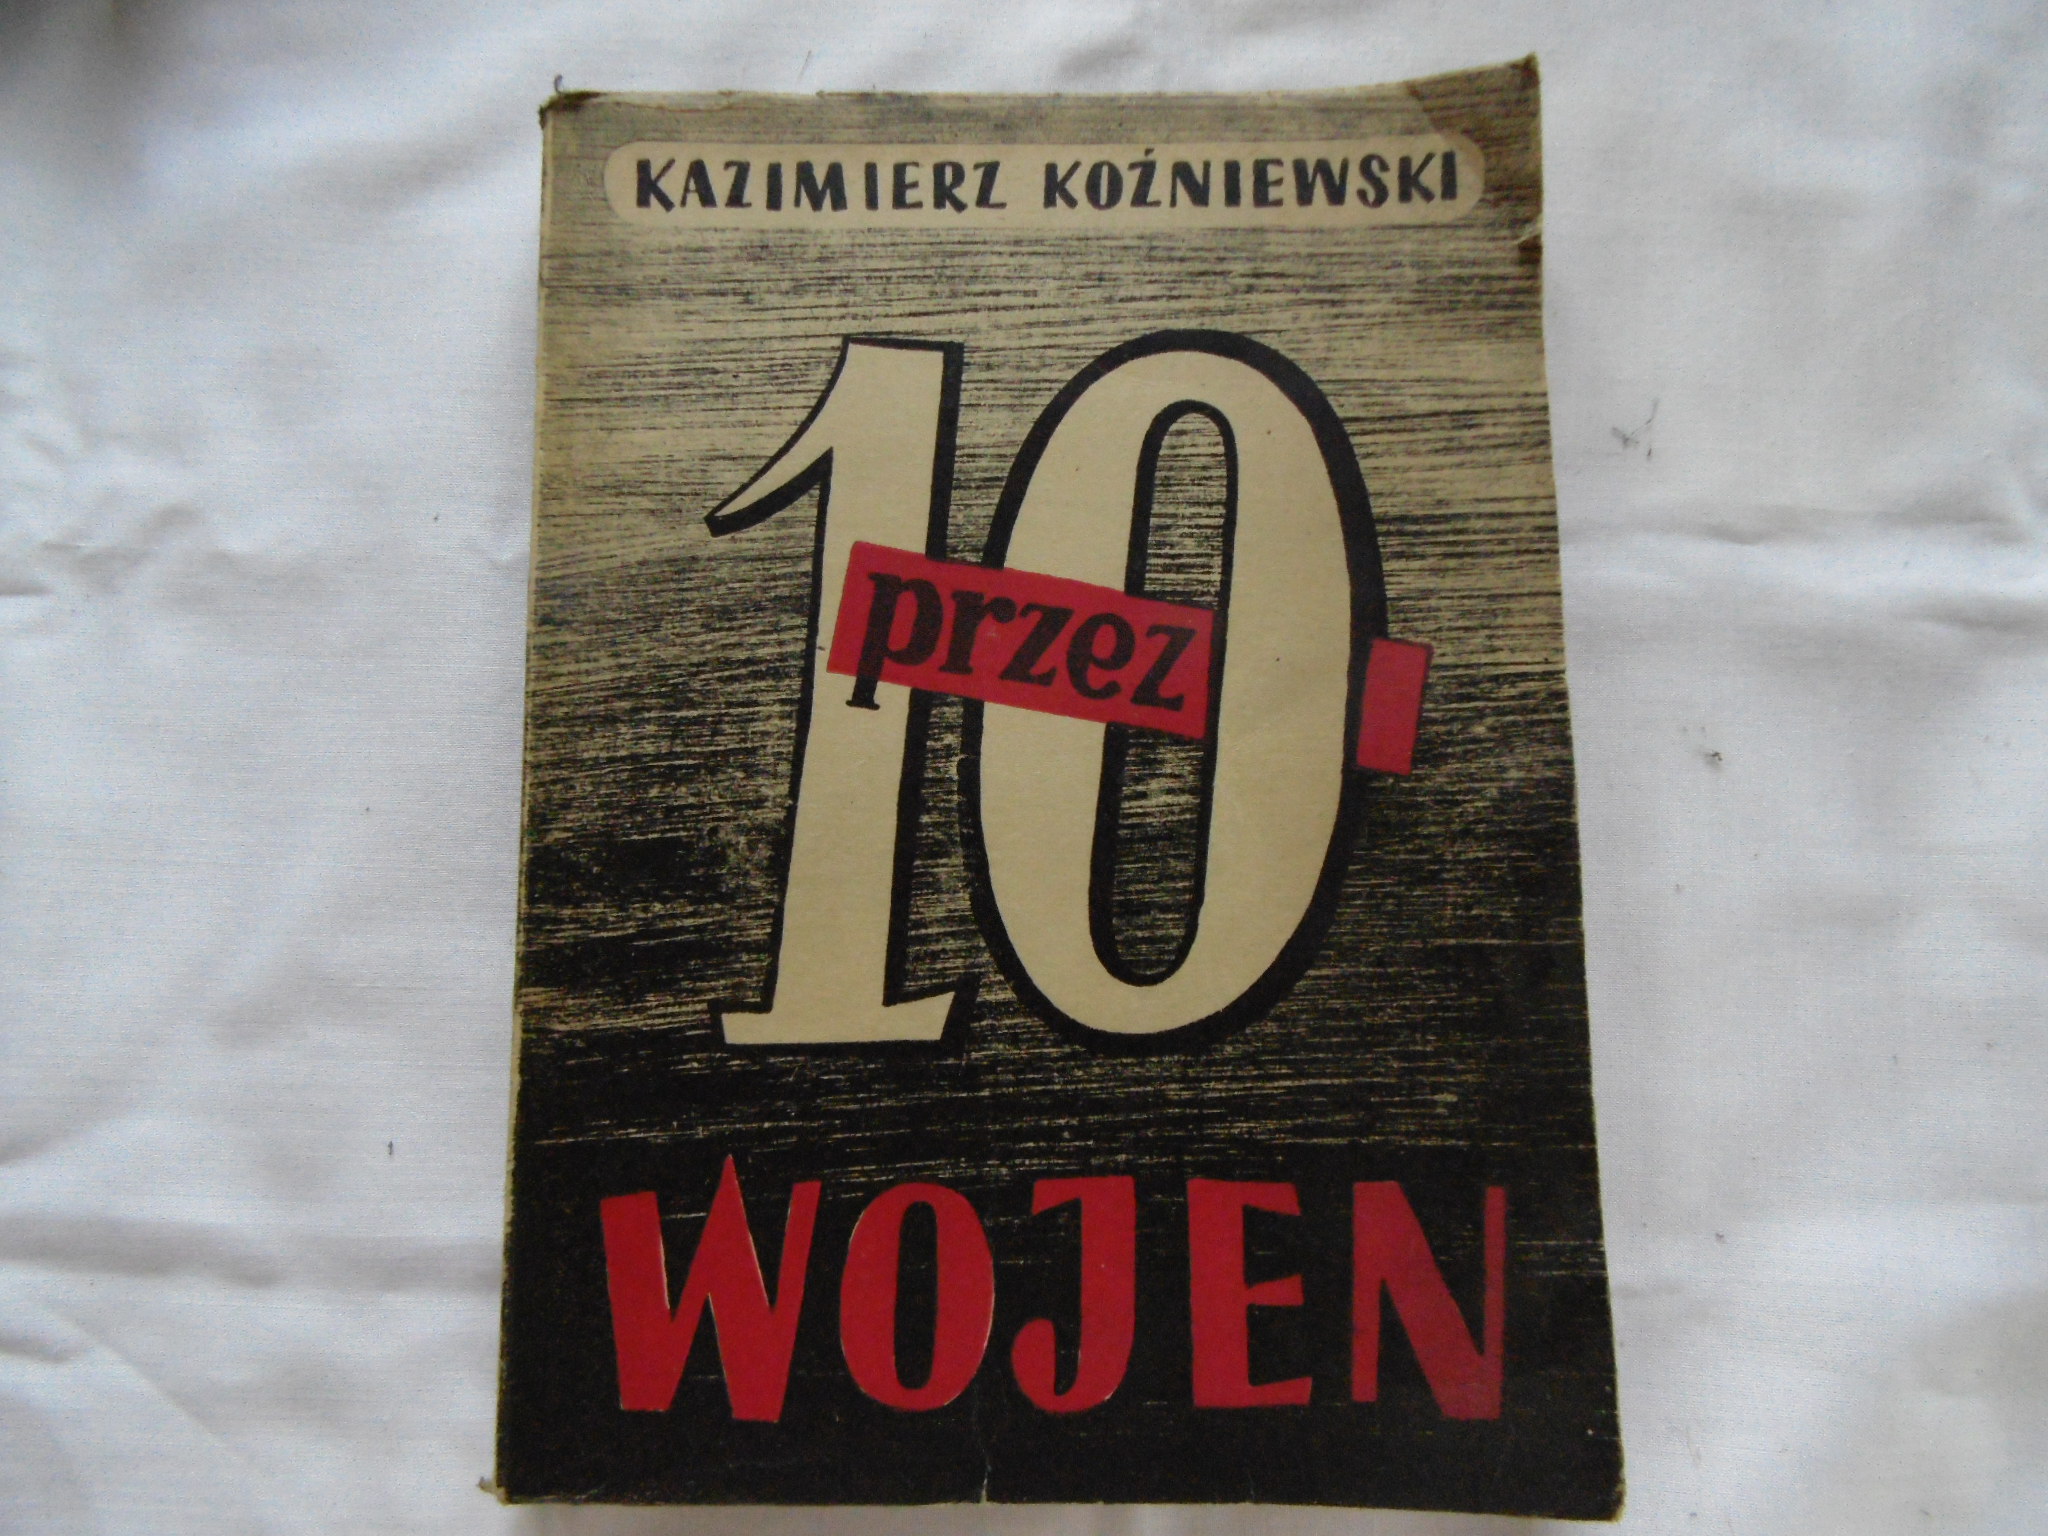 KAZIMIERZ KOŹNIEWSKI
10
przez
WOJEN